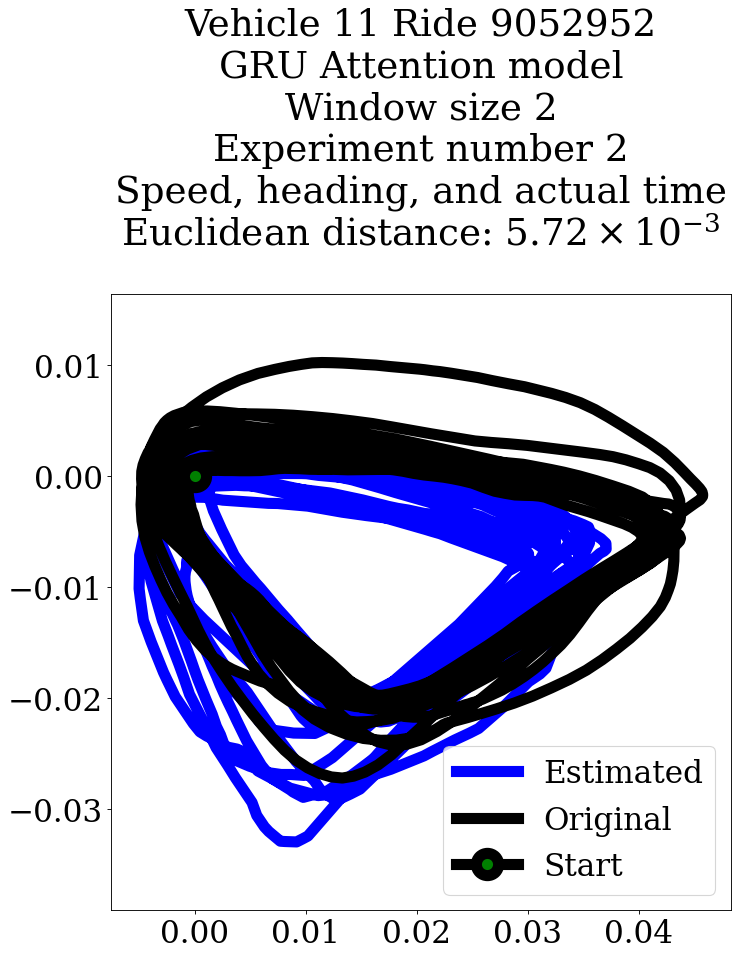 Vehicle 11 Ride 9052952
GRU Attention model
Window size 2
Experiment number 2
Speed, heading, and actual time
Euclidean distance: 5.72 × 10⁻³
0.01
0.00
−0.01
−0.02
−0.03
Estimated
Original
Start
0.00 0.01 0.02 0.03 0.04